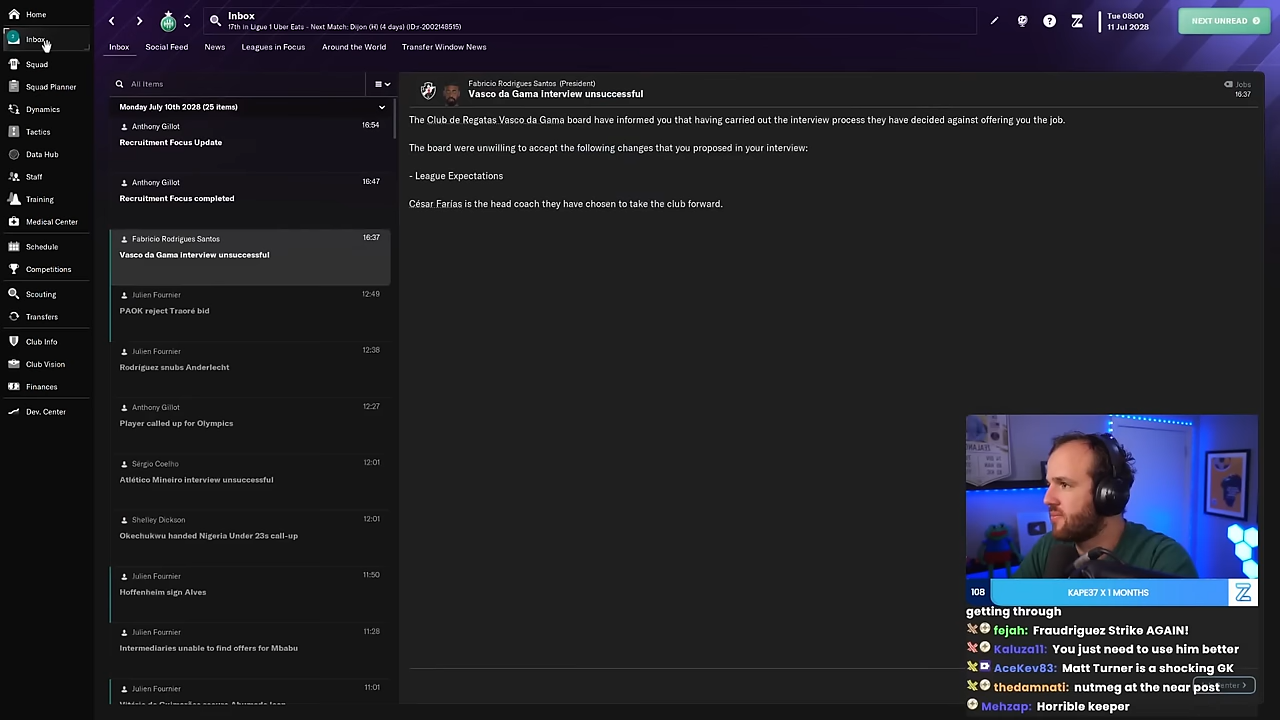 Home
Inbox
Squad
Squad Planner
Dynamics
Tactics
Data Hub
Staff
Training
Medical Center
Schedule
Competitions
Scouting
Transfers
Club Info
Club Vision
Finances
Dev. Center
Inbox
17th in Ligue 1 Uber Eats - Next Match: Dijon (H) (4 days) (ID:r-2002148515)
Tue 08:00
11 Jul 2028
NEXT UNREAD
Inbox
Social Feed
News
Leagues in Focus
Around the World
Transfer Window News
All Items
Monday July 10th 2028 (25 items)
Anthony Gillot 16:54
Recruitment Focus Update
Anthony Gillot 16:47
Recruitment Focus completed
Fabricio Rodrigues Santos 16:37
Vasco da Gama interview unsuccessful
Julien Fournier 12:49
PAOK reject Traoré bid
Julien Fournier 12:38
Rodríguez snubs Anderlecht
Anthony Gillot 12:27
Player called up for Olympics
Sérgio Coelho 12:01
Atlético Mineiro interview unsuccessful
Shelley Dickson 12:01
Okechukwu handed Nigeria Under 23s call-up
Julien Fournier 11:50
Hoffenheim sign Alves
Julien Fournier 11:28
Intermediaries unable to find offers for Mbabu
Julien Fournier 11:01
Fabricio Rodrigues Santos (President)
Vasco da Gama interview unsuccessful
Jobs
16:37
The Club de Regatas Vasco da Gama board have informed you that having carried out the interview process they have decided against offering you the job.
The board were unwilling to accept the following changes that you proposed in your interview:
- League Expectations
César Farías is the head coach they have chosen to take the club forward.
108
KAPE37 X 1 MONTHS
Z
getting through
fejah: Fraudriguez Strike AGAIN!
Kaluza11: You just need to use him better
AceKev83: Matt Turner is a shocking GK
thedamnati: nutmeg at the near post
Mehzap: Horrible keeper